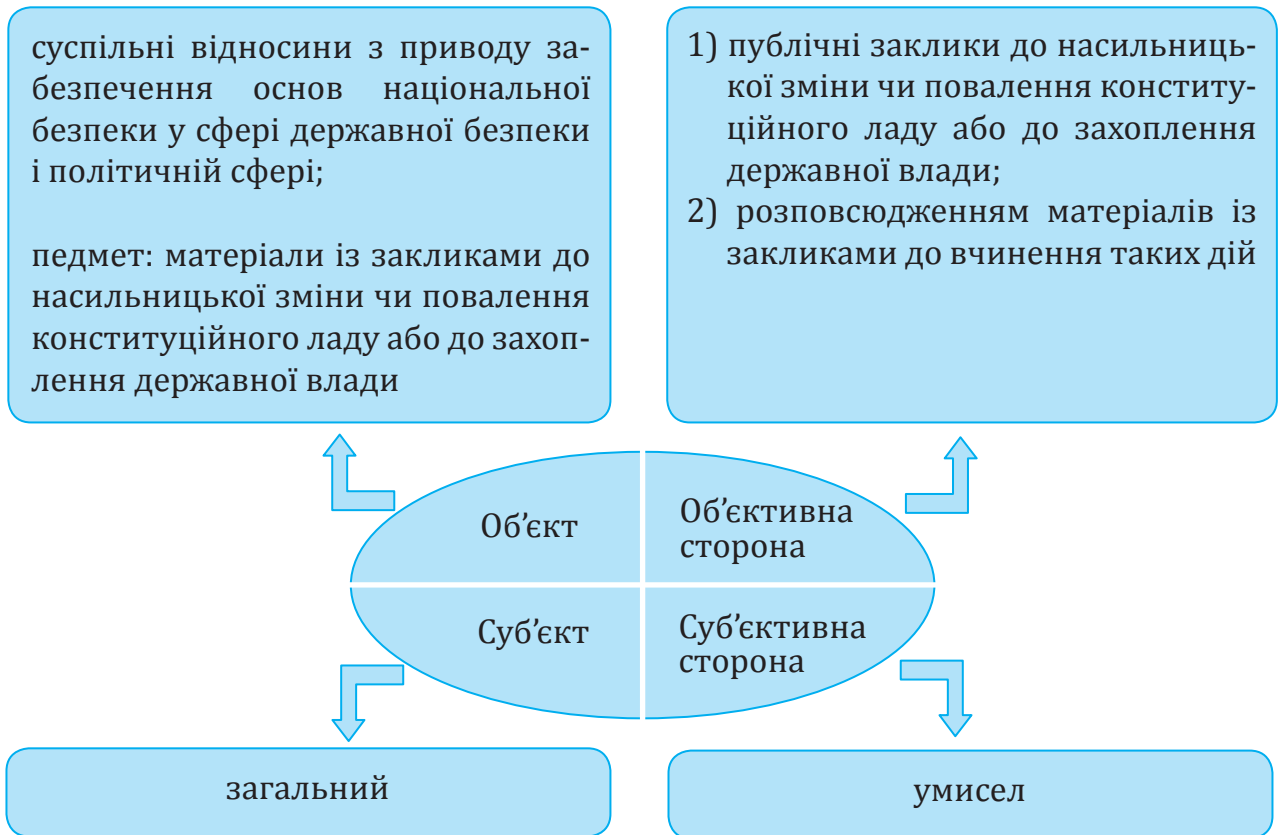 суспільні відносини з приводу за-
безпечення основ національної
безпеки у сфері державної безпеки
і політичній сфері;
педмет: матеріали із закликами до
насильницької зміни чи повалення
конституційного ладу або до захоп-
лення державної влади
1) публічні заклики до насильниць-
кої зміни чи повалення конститу-
ційного ладу або до захоплення
державної влади;
2) розповсюдженням матеріалів із
закликами до вчинення таких дій
Об’єкт
Об’єктивна
сторона
Суб’єкт
Суб’єктивна
сторона
загальний
умисел